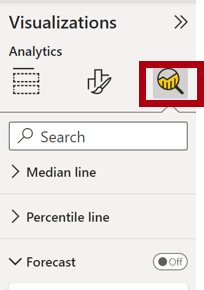 Visualizations
Analytics
Search
Median line
Percentile line
Forecast
Off